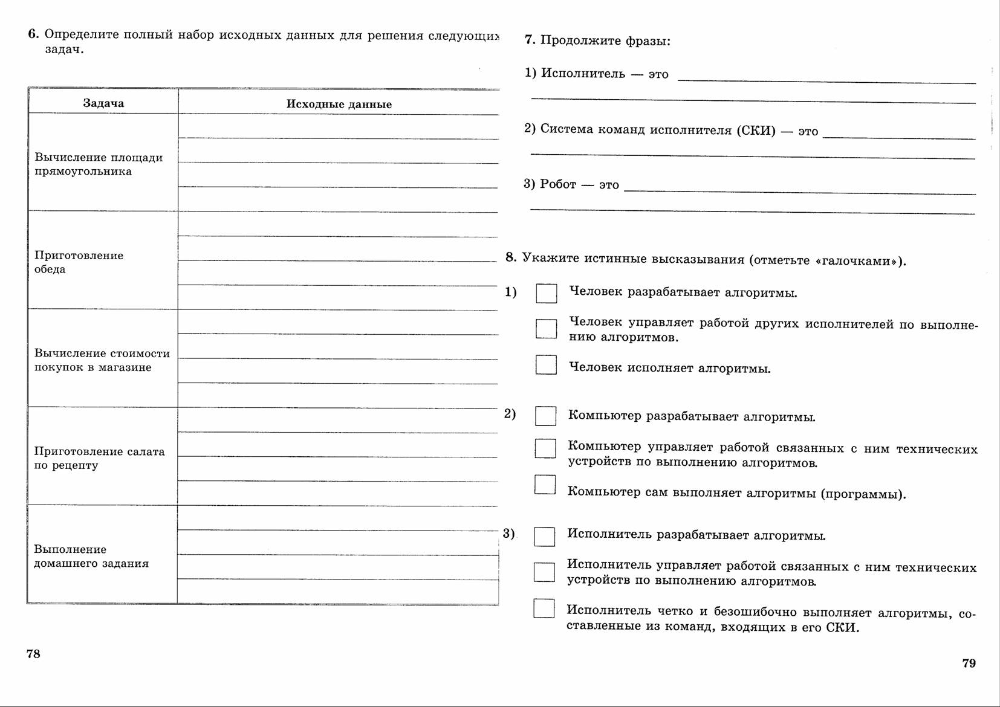 6. Определите полный набор исходных данных для решения следующих
задач.
Задача
Исходные данные
Вычисление площади
прямоугольника
Приготовление
обеда
Вычисление стоимости
покупок в магазине
Приготовление салата
по рецепту
Выполнение
домашнего задания
78
7. Продолжите фразы:
1) Исполнитель — это
2) Система команд исполнителя (СКИ) — это
3) Робот — это
8. Укажите истинные высказывания (отметьте «галочками»).
1) Человек разрабатывает алгоритмы.
Человек управляет работой других исполнителей по выполне-
нию алгоритмов.
Человек исполняет алгоритмы.
2) Компьютер разрабатывает алгоритмы.
Компьютер управляет работой связанных с ним технических
устройств по выполнению алгоритмов.
Компьютер сам выполняет алгоритмы (программы).
3) Исполнитель разрабатывает алгоритмы.
Исполнитель управляет работой связанных с ним технических
устройств по выполнению алгоритмов.
Исполнитель четко и безошибочно выполняет алгоритмы, со-
ставленные из команд, входящих в его СКИ.
79